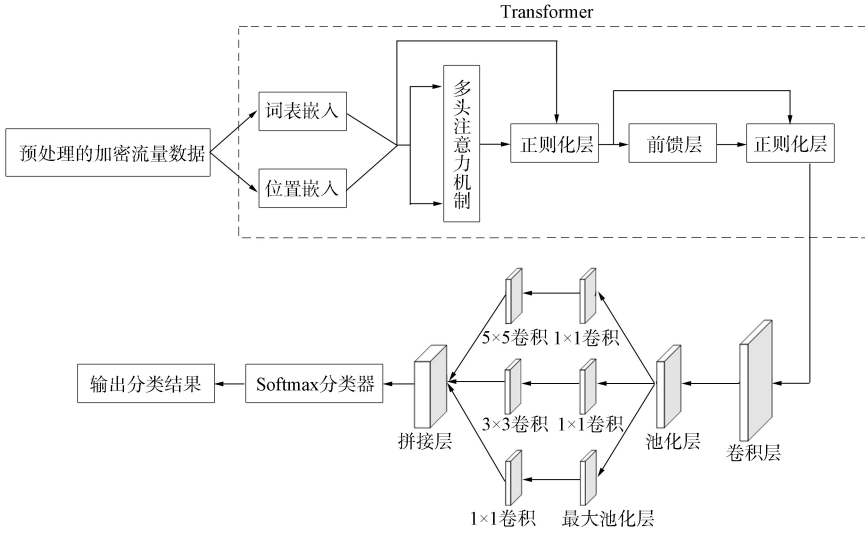 Transformer
词表嵌入
预处理的加密流量数据
位置嵌入
多头注意力机制
正则化层
前馈层
正则化层
5×5卷积
1×1卷积
输出分类结果
Softmax分类器
拼接层
3×3卷积
1×1卷积
池化层
卷积层
1×1卷积
最大池化层